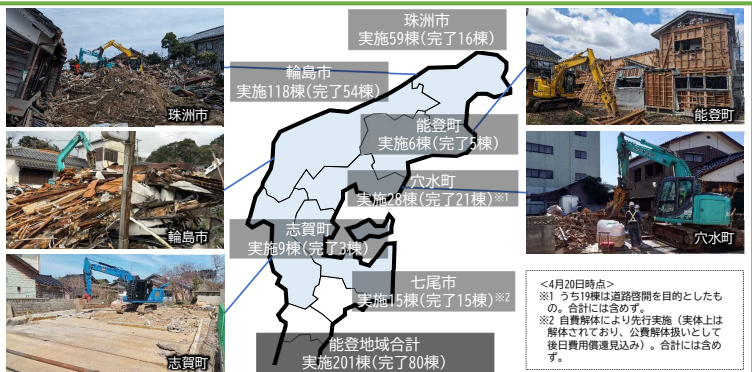 珠洲市
実施59棟(完了16棟)
輪島市
実施118棟(完了54棟)
能登町
実施6棟(完了5棟)
穴水町
実施28棟(完了21棟)※1
志賀町
実施9棟(完了3棟)
七尾市
実施15棟(完了15棟)※2
能登地域合計
実施201棟(完了80棟)
珠洲市
輪島市
志賀町
能登町
穴水町
<4月20日時点>
※1 うち19棟は道路啓開を目的としたもの。合計には含めず。
※2 自費解体により先行実施（実体上は解体されており、公費解体扱いとして後日費用償還見込み）。合計には含めず。